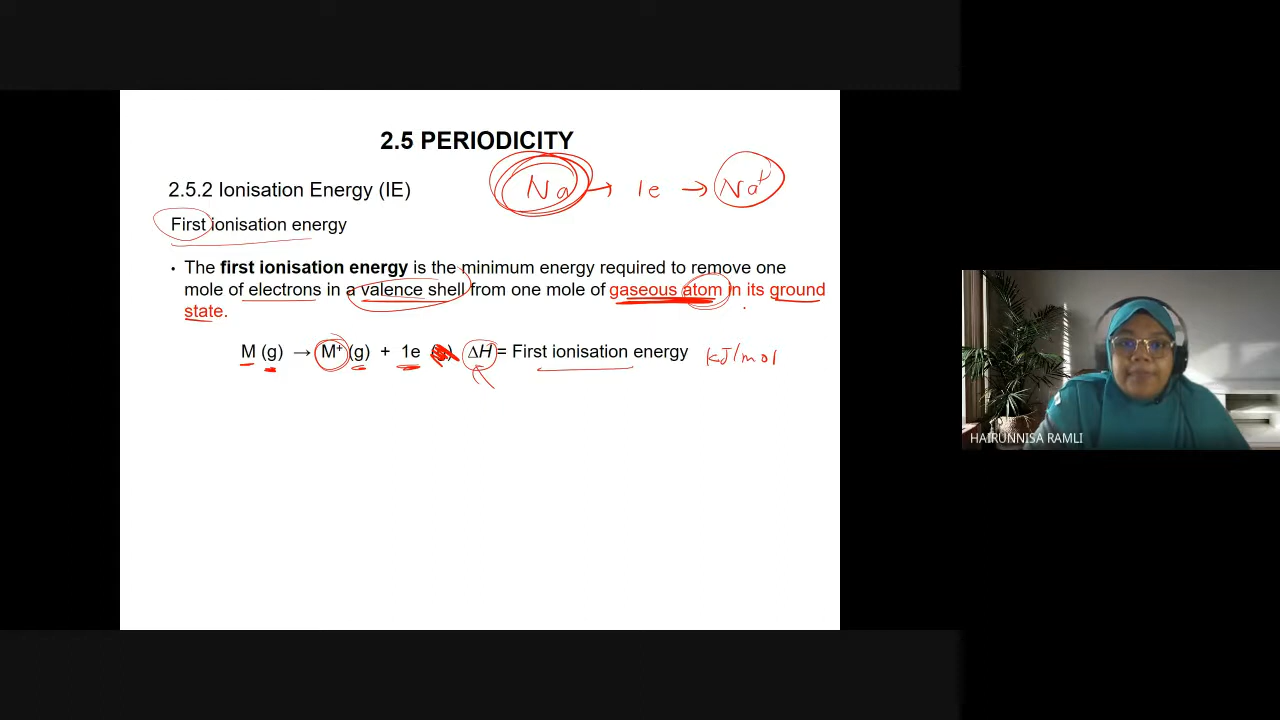 2.5 PERIODICITY
Na → 1e → Na⁺
2.5.2 Ionisation Energy (IE)
First ionisation energy
• The first ionisation energy is the minimum energy required to remove one
mole of electrons in a valence shell from one mole of gaseous atom in its ground
state.
M (g) → M⁺ (g) + 1e ΔH = First ionisation energy kJ/mol
HAIRUNNISA RAMLI